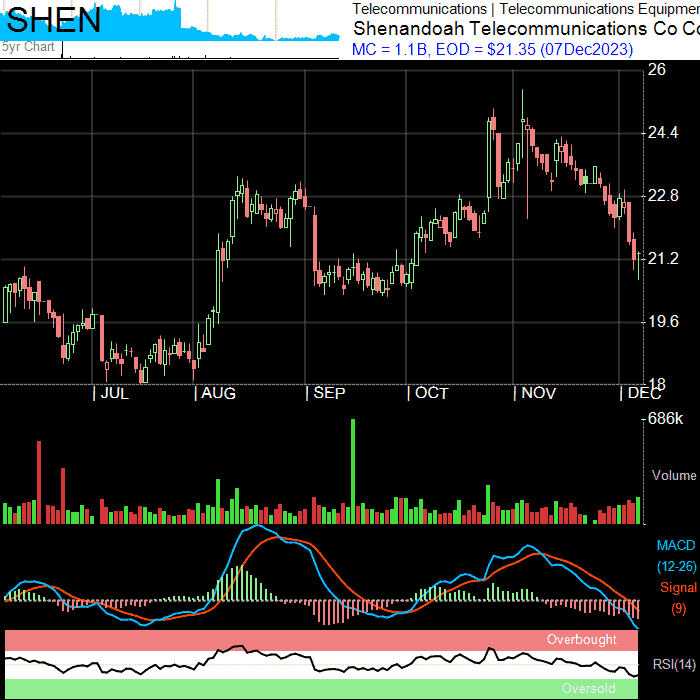 SHEN
5yr Chart
Telecommunications | Telecommunications Equipmen
Shenandoah Telecommunications Co Co
MC = 1.1B, EOD = $21.35 (07Dec2023)
26
24.4
22.8
21.2
19.6
18
JUL
AUG
SEP
OCT
NOV
DEC
686k
Volume
MACD
(12-26)
Signal
(9)
Overbought
RSI(14)
Oversold